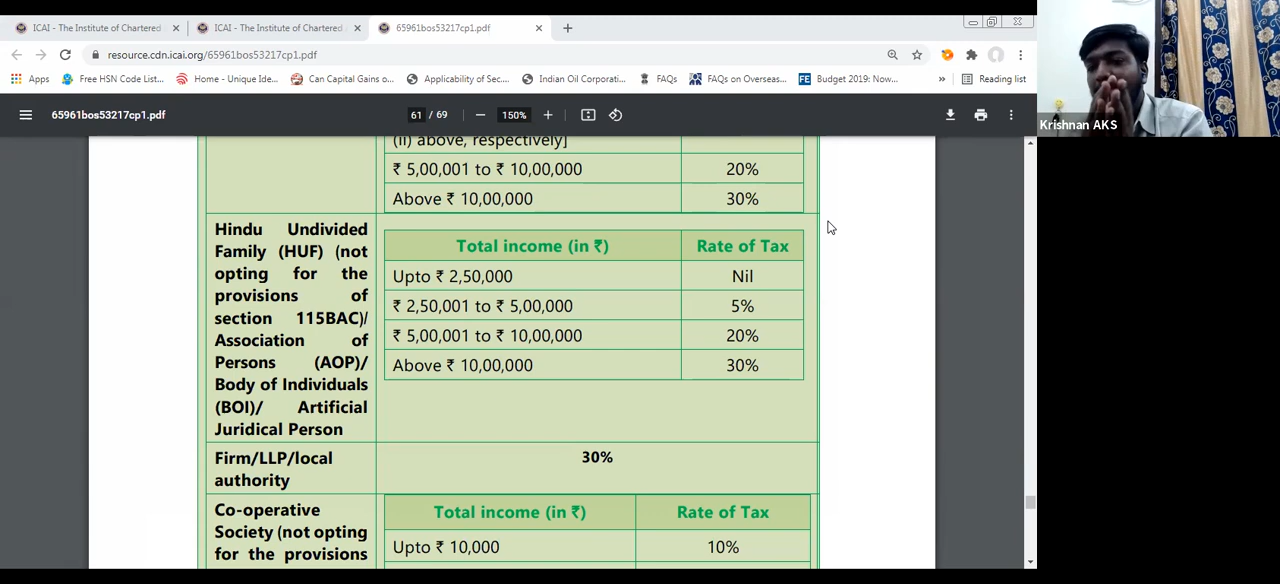 ICAI - The Institute of Chartered
ICAI - The Institute of Chartered
65961bos53217cp1.pdf
resource.cdn.icai.org/65961bos53217cp1.pdf
Apps
Free HSN Code List...
Home - Unique Ide...
Can Capital Gains o...
Applicability of Sec...
Indian Oil Corporati...
FAQs
FAQs on Overseas...
FE Budget 2019: Now...
»
Reading list
65961bos53217cp1.pdf
61 / 69
150%
Krishnan AKS
(ii) above, respectively]
₹ 5,00,001 to ₹ 10,00,000 20%
Above ₹ 10,00,000 30%
Hindu Undivided
Family (HUF) (not
opting for the
provisions of
section 115BAC)/
Association of
Persons (AOP)/
Body of Individuals
(BOI)/ Artificial
Juridical Person
Total income (in ₹) Rate of Tax
Upto ₹ 2,50,000 Nil
₹ 2,50,001 to ₹ 5,00,000 5%
₹ 5,00,001 to ₹ 10,00,000 20%
Above ₹ 10,00,000 30%
Firm/LLP/local
authority
30%
Co-operative
Society (not opting
for the provisions
Total income (in ₹) Rate of Tax
Upto ₹ 10,000 10%